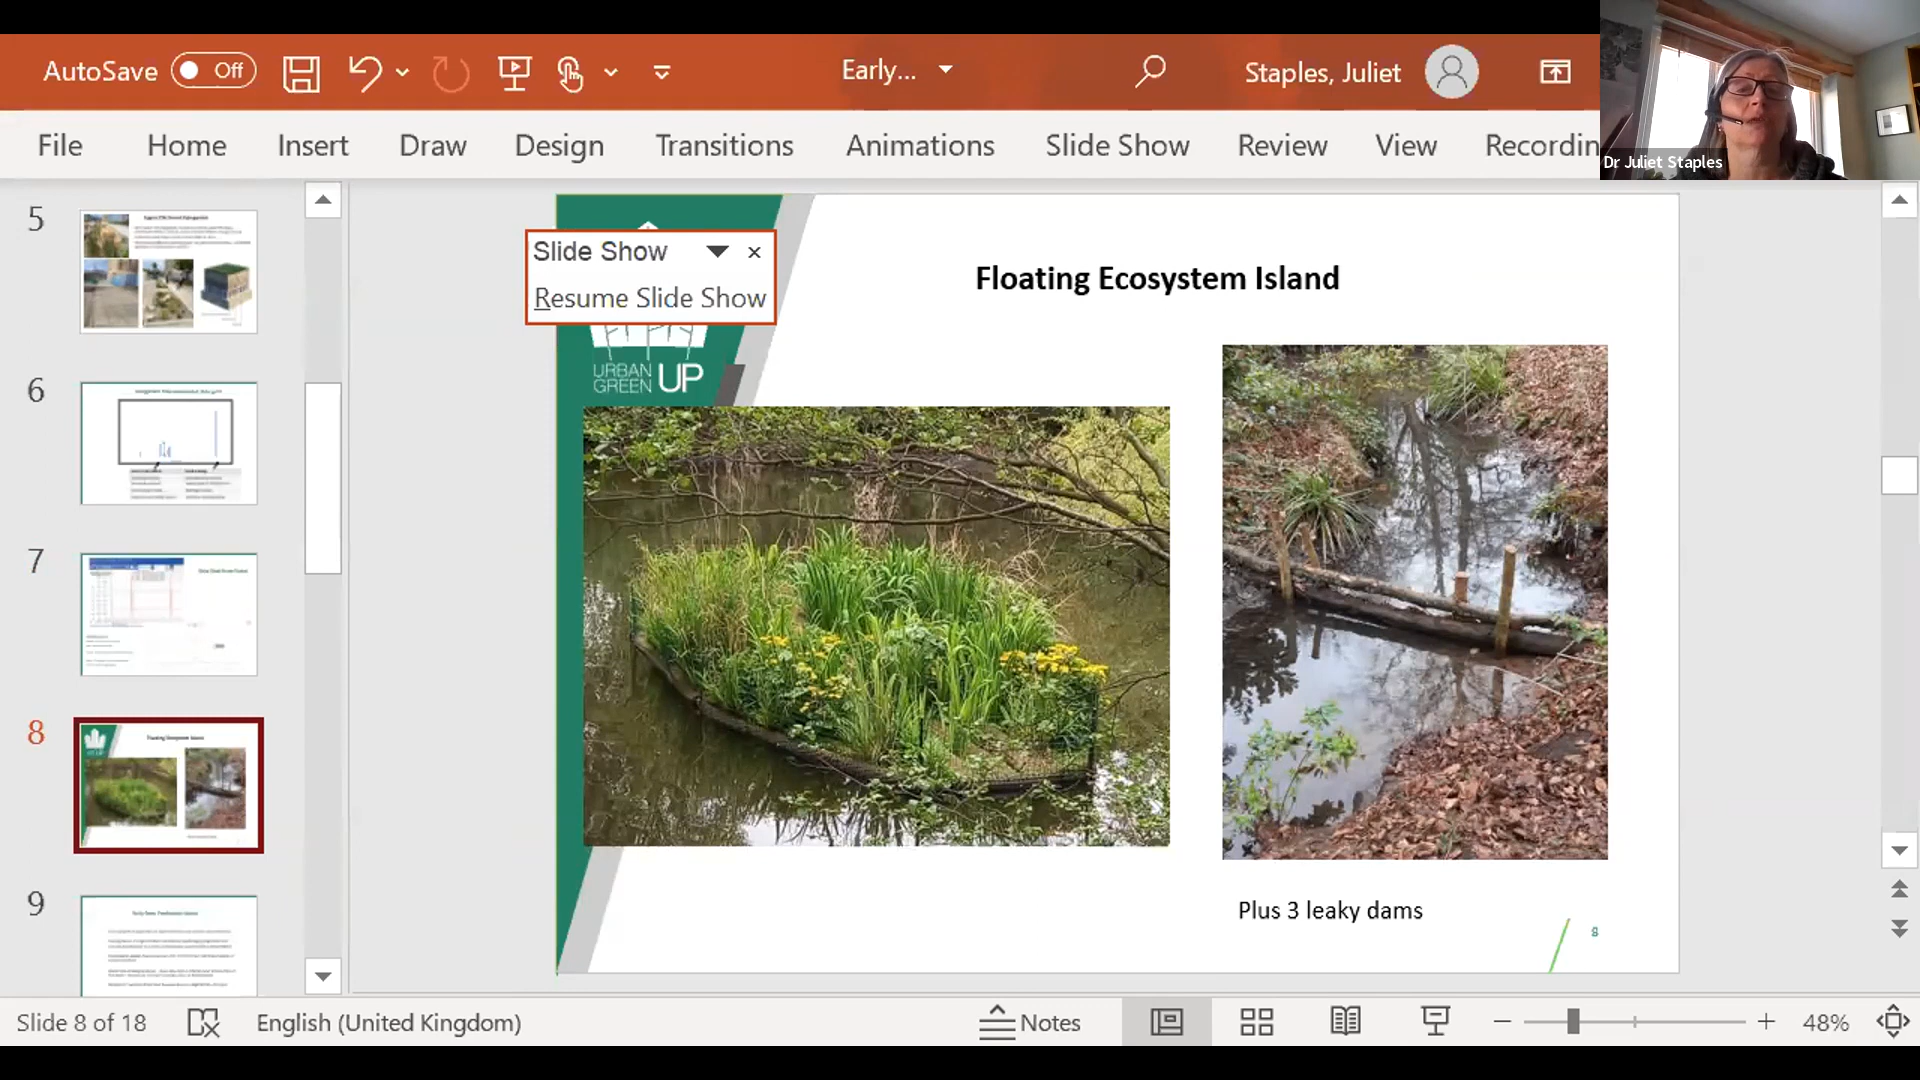 AutoSave Off
Early...
Staples, Juliet
Dr Juliet Staples
File Home Insert Draw Design Transitions Animations Slide Show Review View Recordin
5
6
7
8
9
Slide Show
Resume Slide Show
URBAN
GREEN UP
Floating Ecosystem Island
Plus 3 leaky dams
8
Slide 8 of 18
English (United Kingdom)
Notes
48%